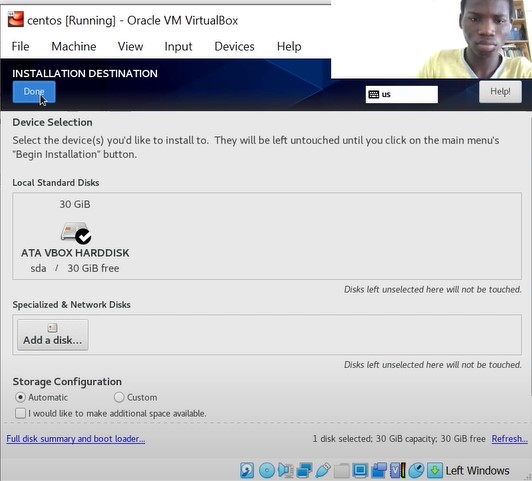 centos [Running] - Oracle VM VirtualBox
File Machine View Input Devices Help
INSTALLATION DESTINATION
Done us Help!
Device Selection
Select the device(s) you'd like to install to. They will be left untouched until you click on the main menu's
"Begin Installation" button.
Local Standard Disks
30 GiB
ATA VBOX HARDDISK
sda / 30 GiB free
Disks left unselected here will not be touched.
Specialized & Network Disks
Add a disk...
Disks left unselected here will not be touched.
Storage Configuration
Automatic Custom
I would like to make additional space available.
Full disk summary and boot loader... 1 disk selected; 30 GiB capacity; 30 GiB free Refresh...
Left Windows